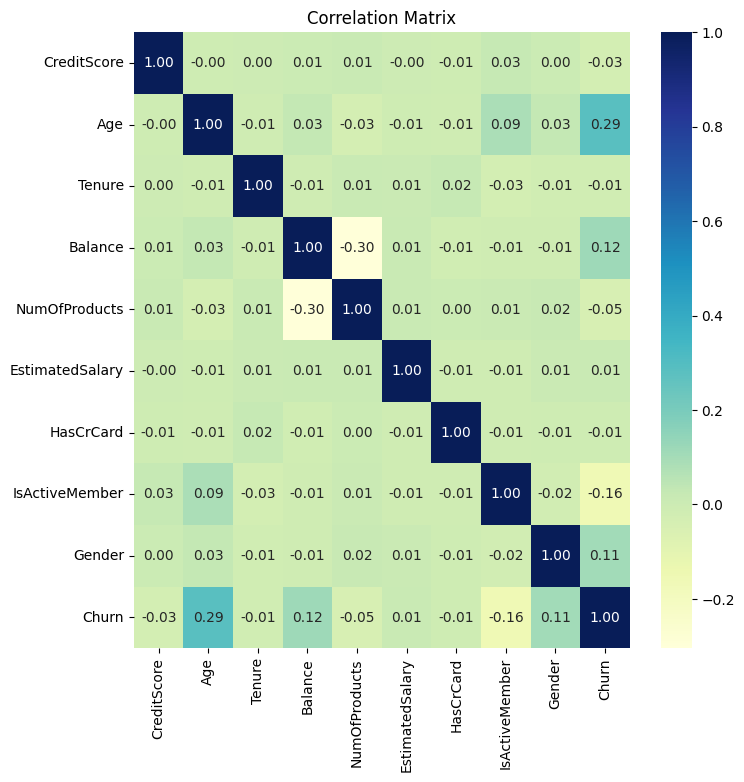 Correlation Matrix
CreditScore 1.00 -0.00 0.00 0.01 0.01 -0.00 -0.01 0.03 0.00 -0.03
Age -0.00 1.00 -0.01 0.03 -0.03 -0.01 -0.01 0.09 0.03 0.29
Tenure 0.00 -0.01 1.00 -0.01 0.01 0.01 0.02 -0.03 -0.01 -0.01
Balance 0.01 0.03 -0.01 1.00 -0.30 0.01 -0.01 -0.01 -0.01 0.12
NumOfProducts 0.01 -0.03 0.01 -0.30 1.00 0.01 0.00 0.01 0.02 -0.05
EstimatedSalary -0.00 -0.01 0.01 0.01 0.01 1.00 -0.01 -0.01 0.01 0.01
HasCrCard -0.01 -0.01 0.02 -0.01 0.00 -0.01 1.00 -0.01 -0.01 -0.01
IsActiveMember 0.03 0.09 -0.03 -0.01 0.01 -0.01 -0.01 1.00 -0.02 -0.16
Gender 0.00 0.03 -0.01 -0.01 0.02 0.01 -0.01 -0.02 1.00 0.11
Churn -0.03 0.29 -0.01 0.12 -0.05 0.01 -0.01 -0.16 0.11 1.00
CreditScore
Age
Tenure
Balance
NumOfProducts
EstimatedSalary
HasCrCard
IsActiveMember
Gender
Churn
1.0
0.8
0.6
0.4
0.2
0.0
−0.2